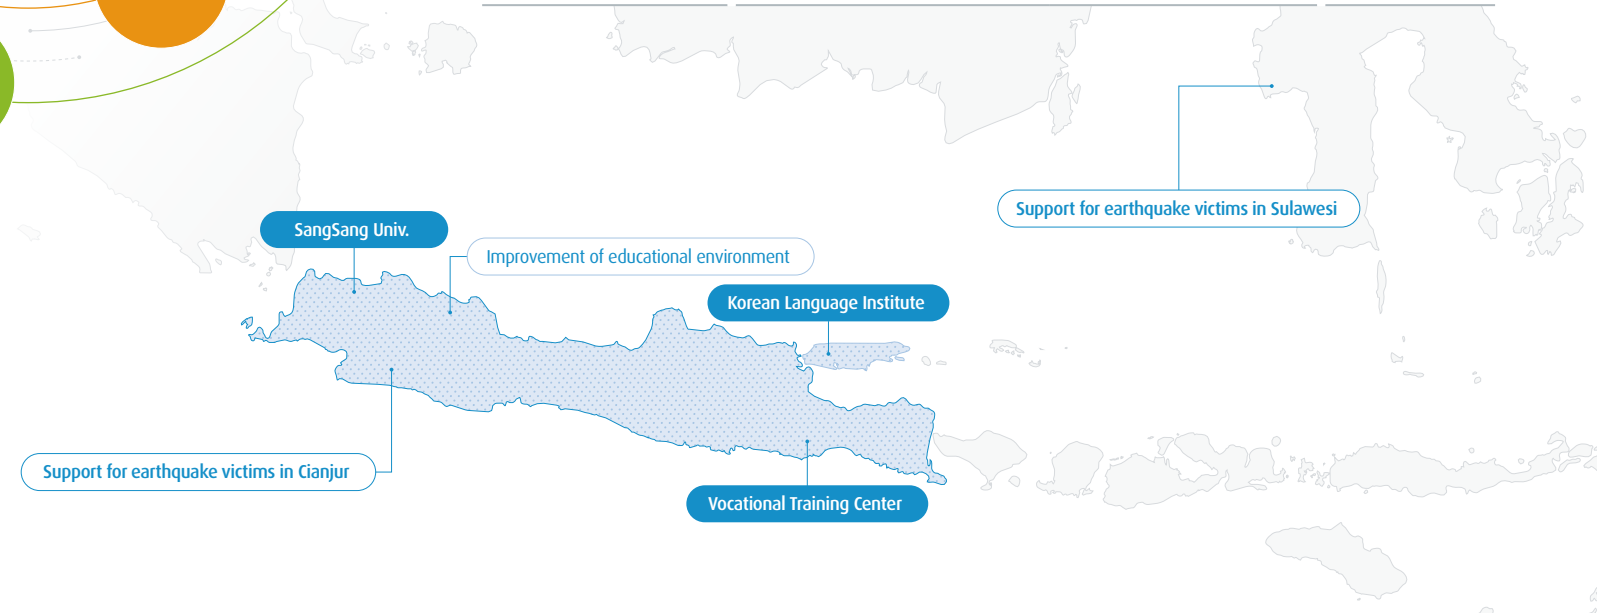 Support for earthquake victims in Sulawesi
SangSang Univ.
Improvement of educational environment
Korean Language Institute
Support for earthquake victims in Cianjur
Vocational Training Center